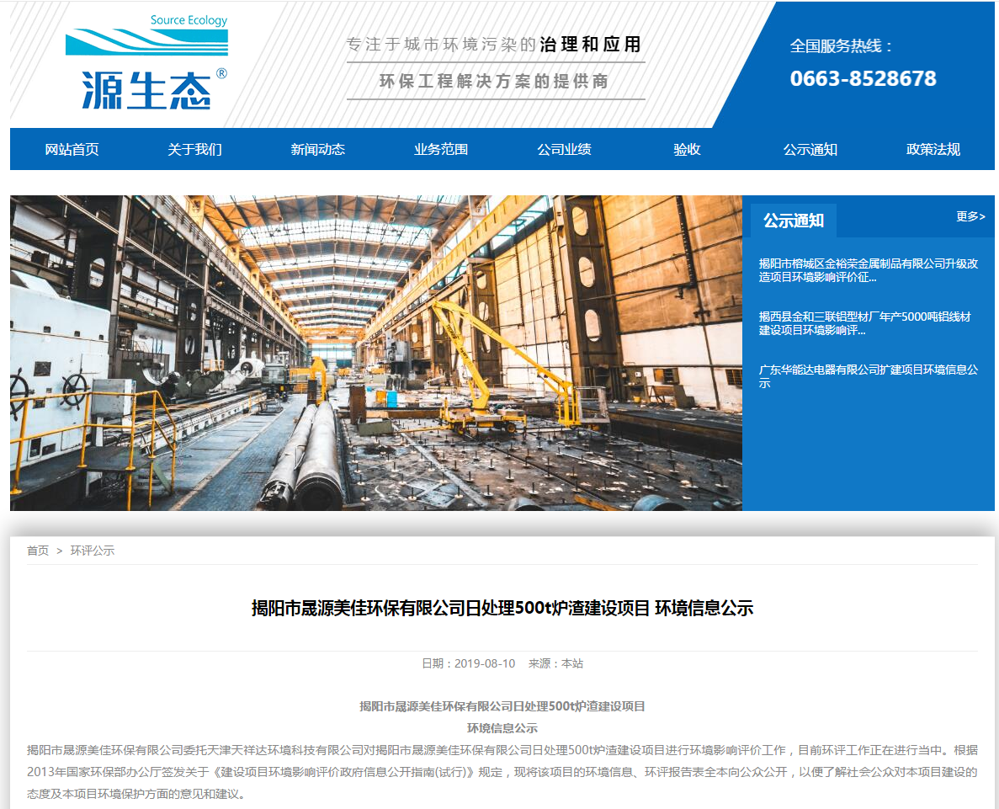 Source Ecology
源生态®
专注于城市环境污染的治理和应用
环保工程解决方案的提供商
全国服务热线：
0663-8528678
网站首页 关于我们 新闻动态 业务范围 公司业绩 验收 公示通知 政策法规
公示通知 更多>
揭阳市榕城区金裕荣金属制品有限公司升级改
造项目环境影响评价征...
揭西县金和三联铝型材厂年产5000吨铝线材
建设项目环境影响评...
广东华能达电器有限公司扩建项目环境信息公
示
首页 > 环评公示
揭阳市晟源美佳环保有限公司日处理500t炉渣建设项目 环境信息公示
日期：2019-08-10 来源：本站
揭阳市晟源美佳环保有限公司日处理500t炉渣建设项目
环境信息公示
揭阳市晟源美佳环保有限公司委托天津天祥达环境科技有限公司对揭阳市晟源美佳环保有限公司日处理500t炉渣建设项目进行环境影响评价工作，目前环评工作正在进行当中。根据
2013年国家环保部办公厅签发关于《建设项目环境影响评价政府信息公开指南(试行)》规定，现将该项目的环境信息、环评报告表全本向公众公开，以便了解社会公众对本项目建设的
态度及本项目环境保护方面的意见和建议。